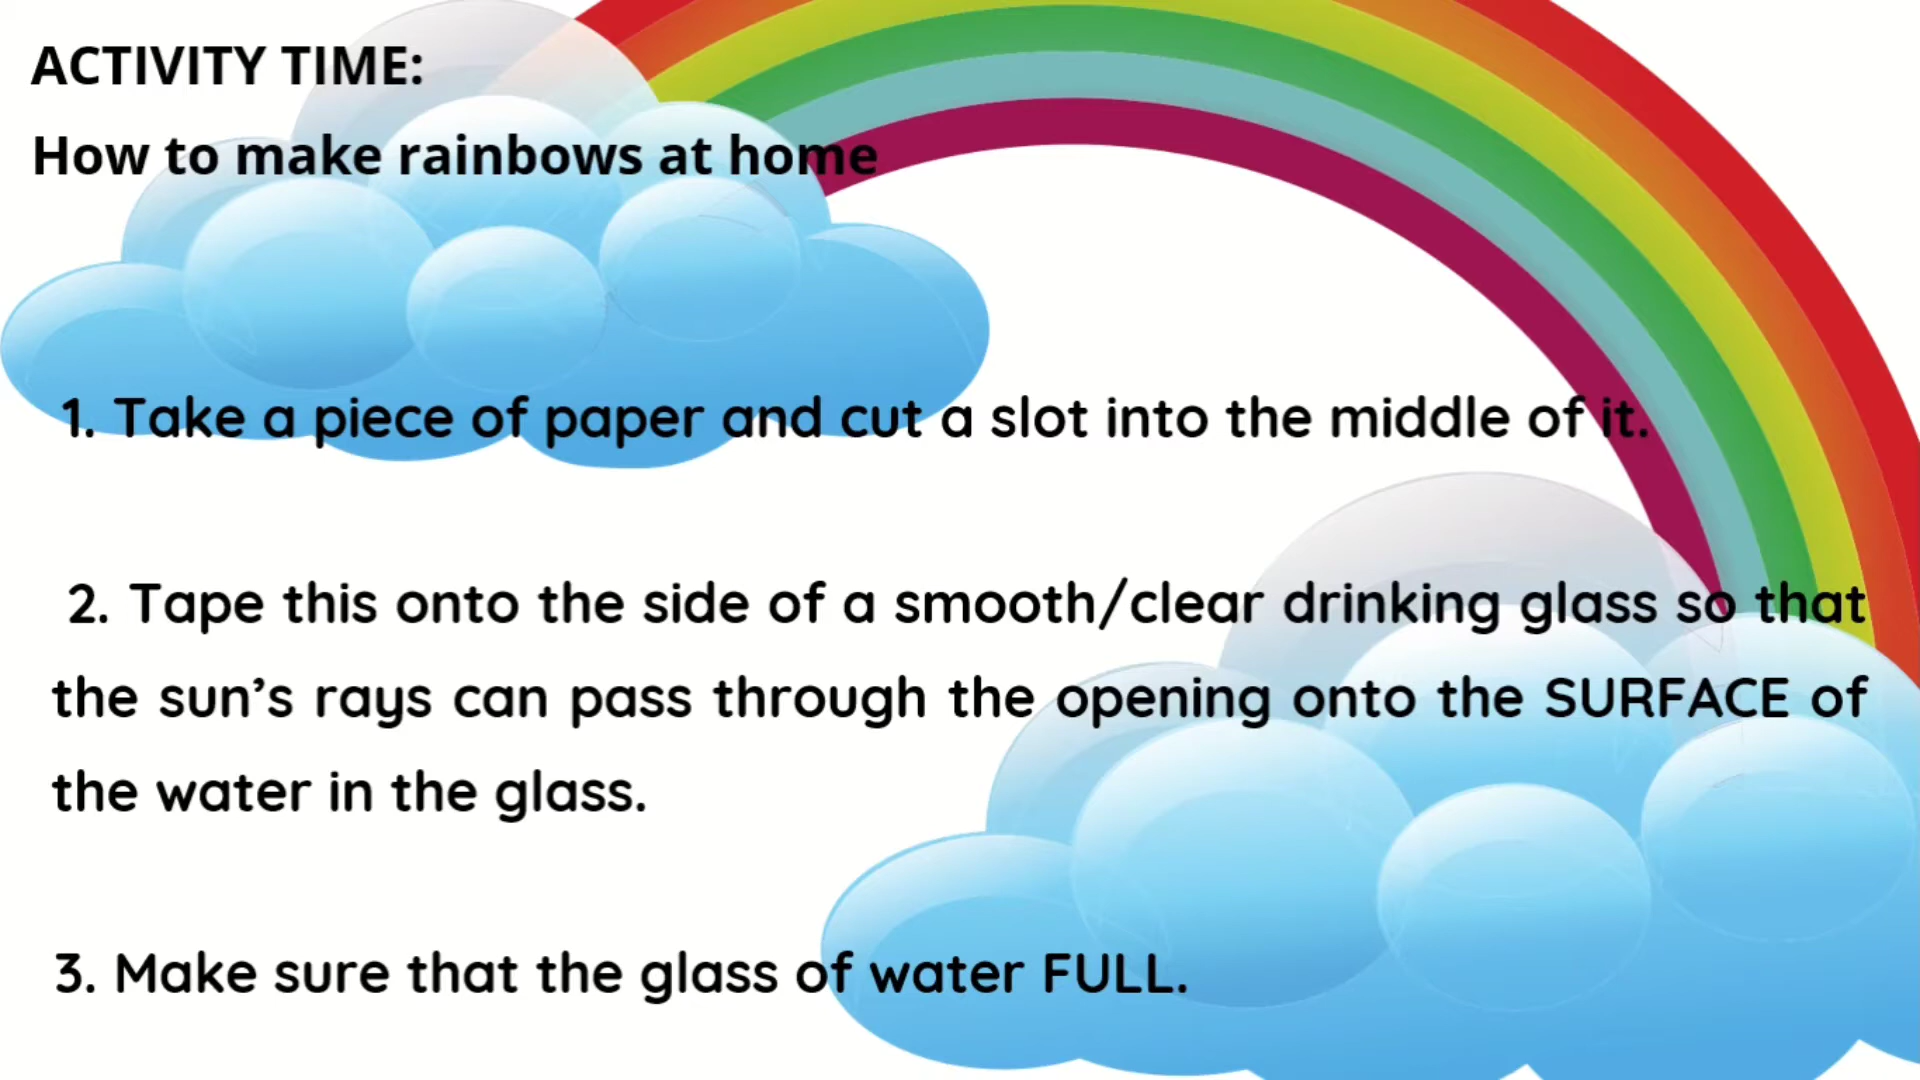 ACTIVITY TIME:
How to make rainbows at home
1. Take a piece of paper and cut a slot into the middle of it.
2. Tape this onto the side of a smooth/clear drinking glass so that
the sun’s rays can pass through the opening onto the SURFACE of
the water in the glass.
3. Make sure that the glass of water FULL.